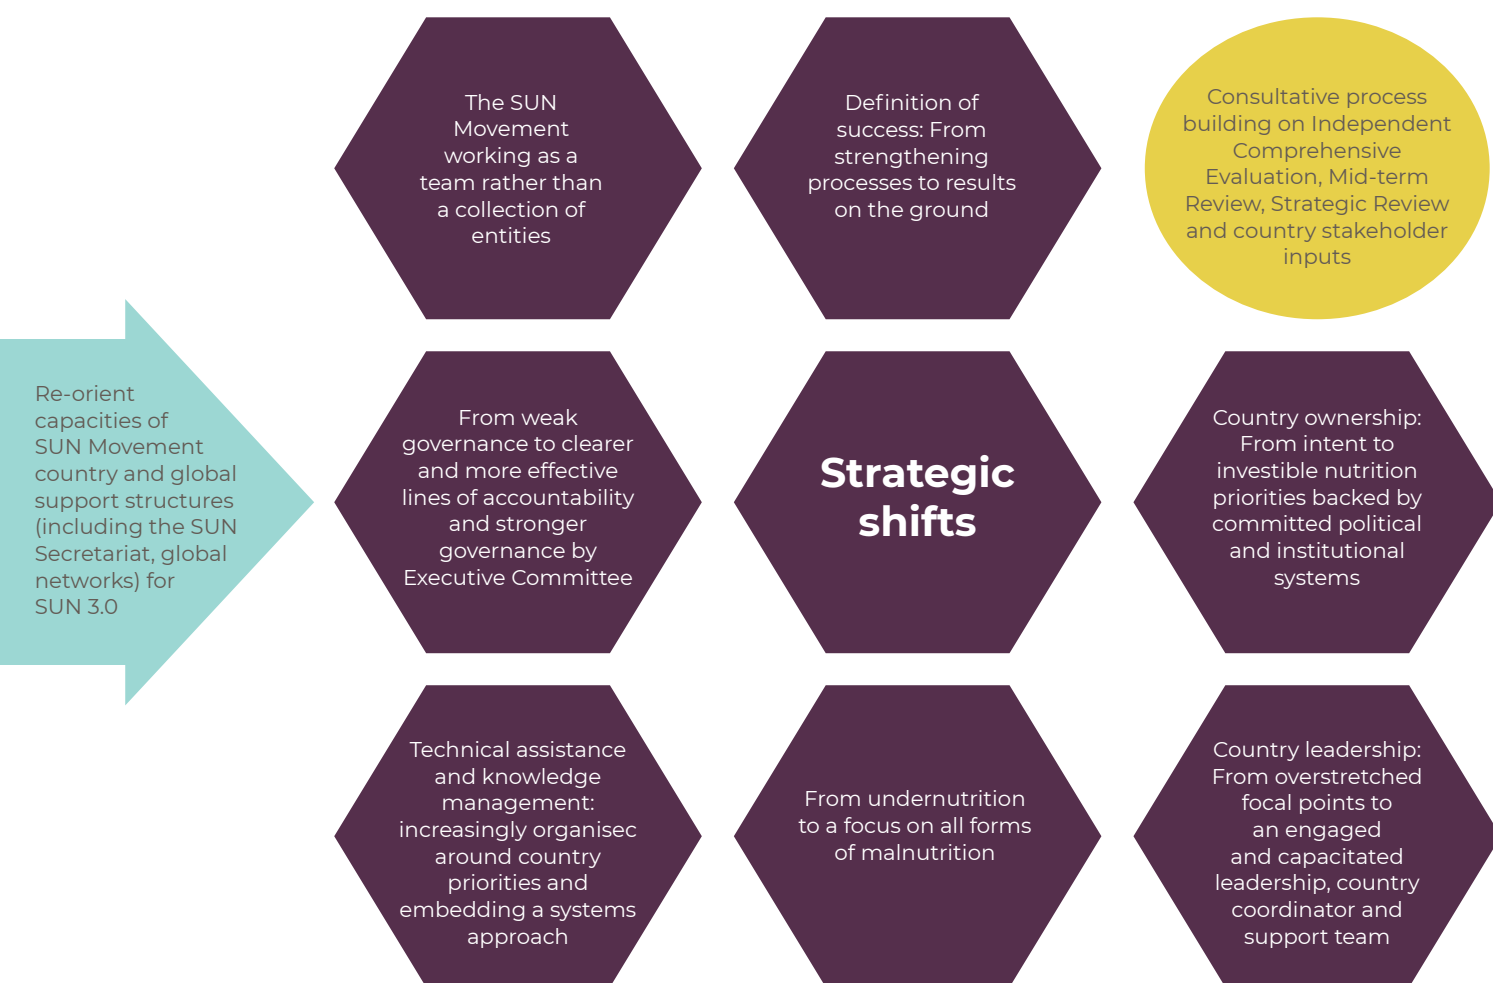 The SUN
Movement
working as a
team rather than
a collection of
entities
Definition of
success: From
strengthening
processes to results
on the ground
Consultative process
building on Independent
Comprehensive
Evaluation, Mid-term
Review, Strategic Review
and country stakeholder
inputs
Re-orient
capacities of
SUN Movement
country and global
support structures
(including the SUN
Secretariat, global
networks) for
SUN 3.0
From weak
governance to clearer
and more effective
lines of accountability
and stronger
governance by
Executive Committee
Strategic
shifts
Country ownership:
From intent to
investible nutrition
priorities backed by
committed political
and institutional
systems
Technical assistance
and knowledge
management:
increasingly organisec
around country
priorities and
embedding a systems
approach
From undernutrition
to a focus on all forms
of malnutrition
Country leadership:
From overstretched
focal points to
an engaged
and capacitated
leadership, country
coordinator and
support team